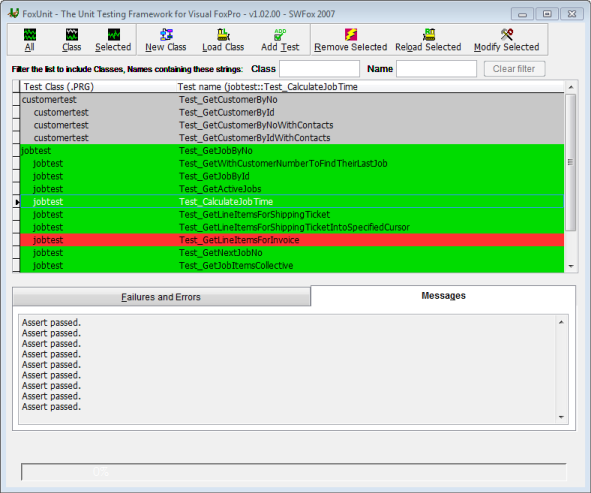 FoxUnit - The Unit Testing Framework for Visual FoxPro - v1.02.00 - SWFox 2007
All Class Selected New Class Load Class ADD Add Test Remove Selected Reload Selected Modify Selected
Filter the list to include Classes, Names containing these strings: Class Name Clear filter
Test Class (.PRG) Test name (jobtest::Test_CalculateJobTime
customertest Test_GetCustomerByNo
customertest Test_GetCustomerById
customertest Test_GetCustomerByNoWithContacts
customertest Test_GetCustomerByIdWithContacts
jobtest Test_GetJobByNo
jobtest Test_GetWithCustomerNumberToFindTheirLastJob
jobtest Test_GetJobById
jobtest Test_GetActiveJobs
jobtest Test_CalculateJobTime
jobtest Test_GetLineItemsForShippingTicket
jobtest Test_GetLineItemsForShippingTicketIntoSpecifiedCursor
jobtest Test_GetLineItemsForInvoice
jobtest Test_GetNextJobNo
jobtest Test_GetJobItemsCollective
Failures and Errors Messages
Assert passed.
Assert passed.
Assert passed.
Assert passed.
Assert passed.
Assert passed.
Assert passed.
Assert passed.
Assert passed.